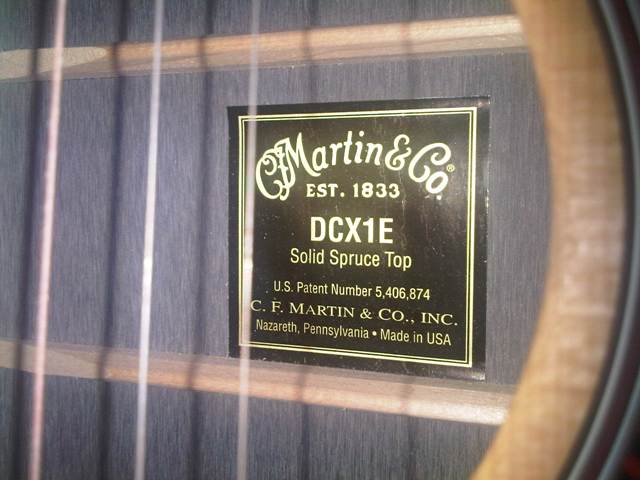 C.F. Martin & Co.®
EST. 1833
DCX1E
Solid Spruce Top
U.S. Patent Number 5,406,874
C. F. MARTIN & CO., INC.
Nazareth, Pennsylvania • Made in USA